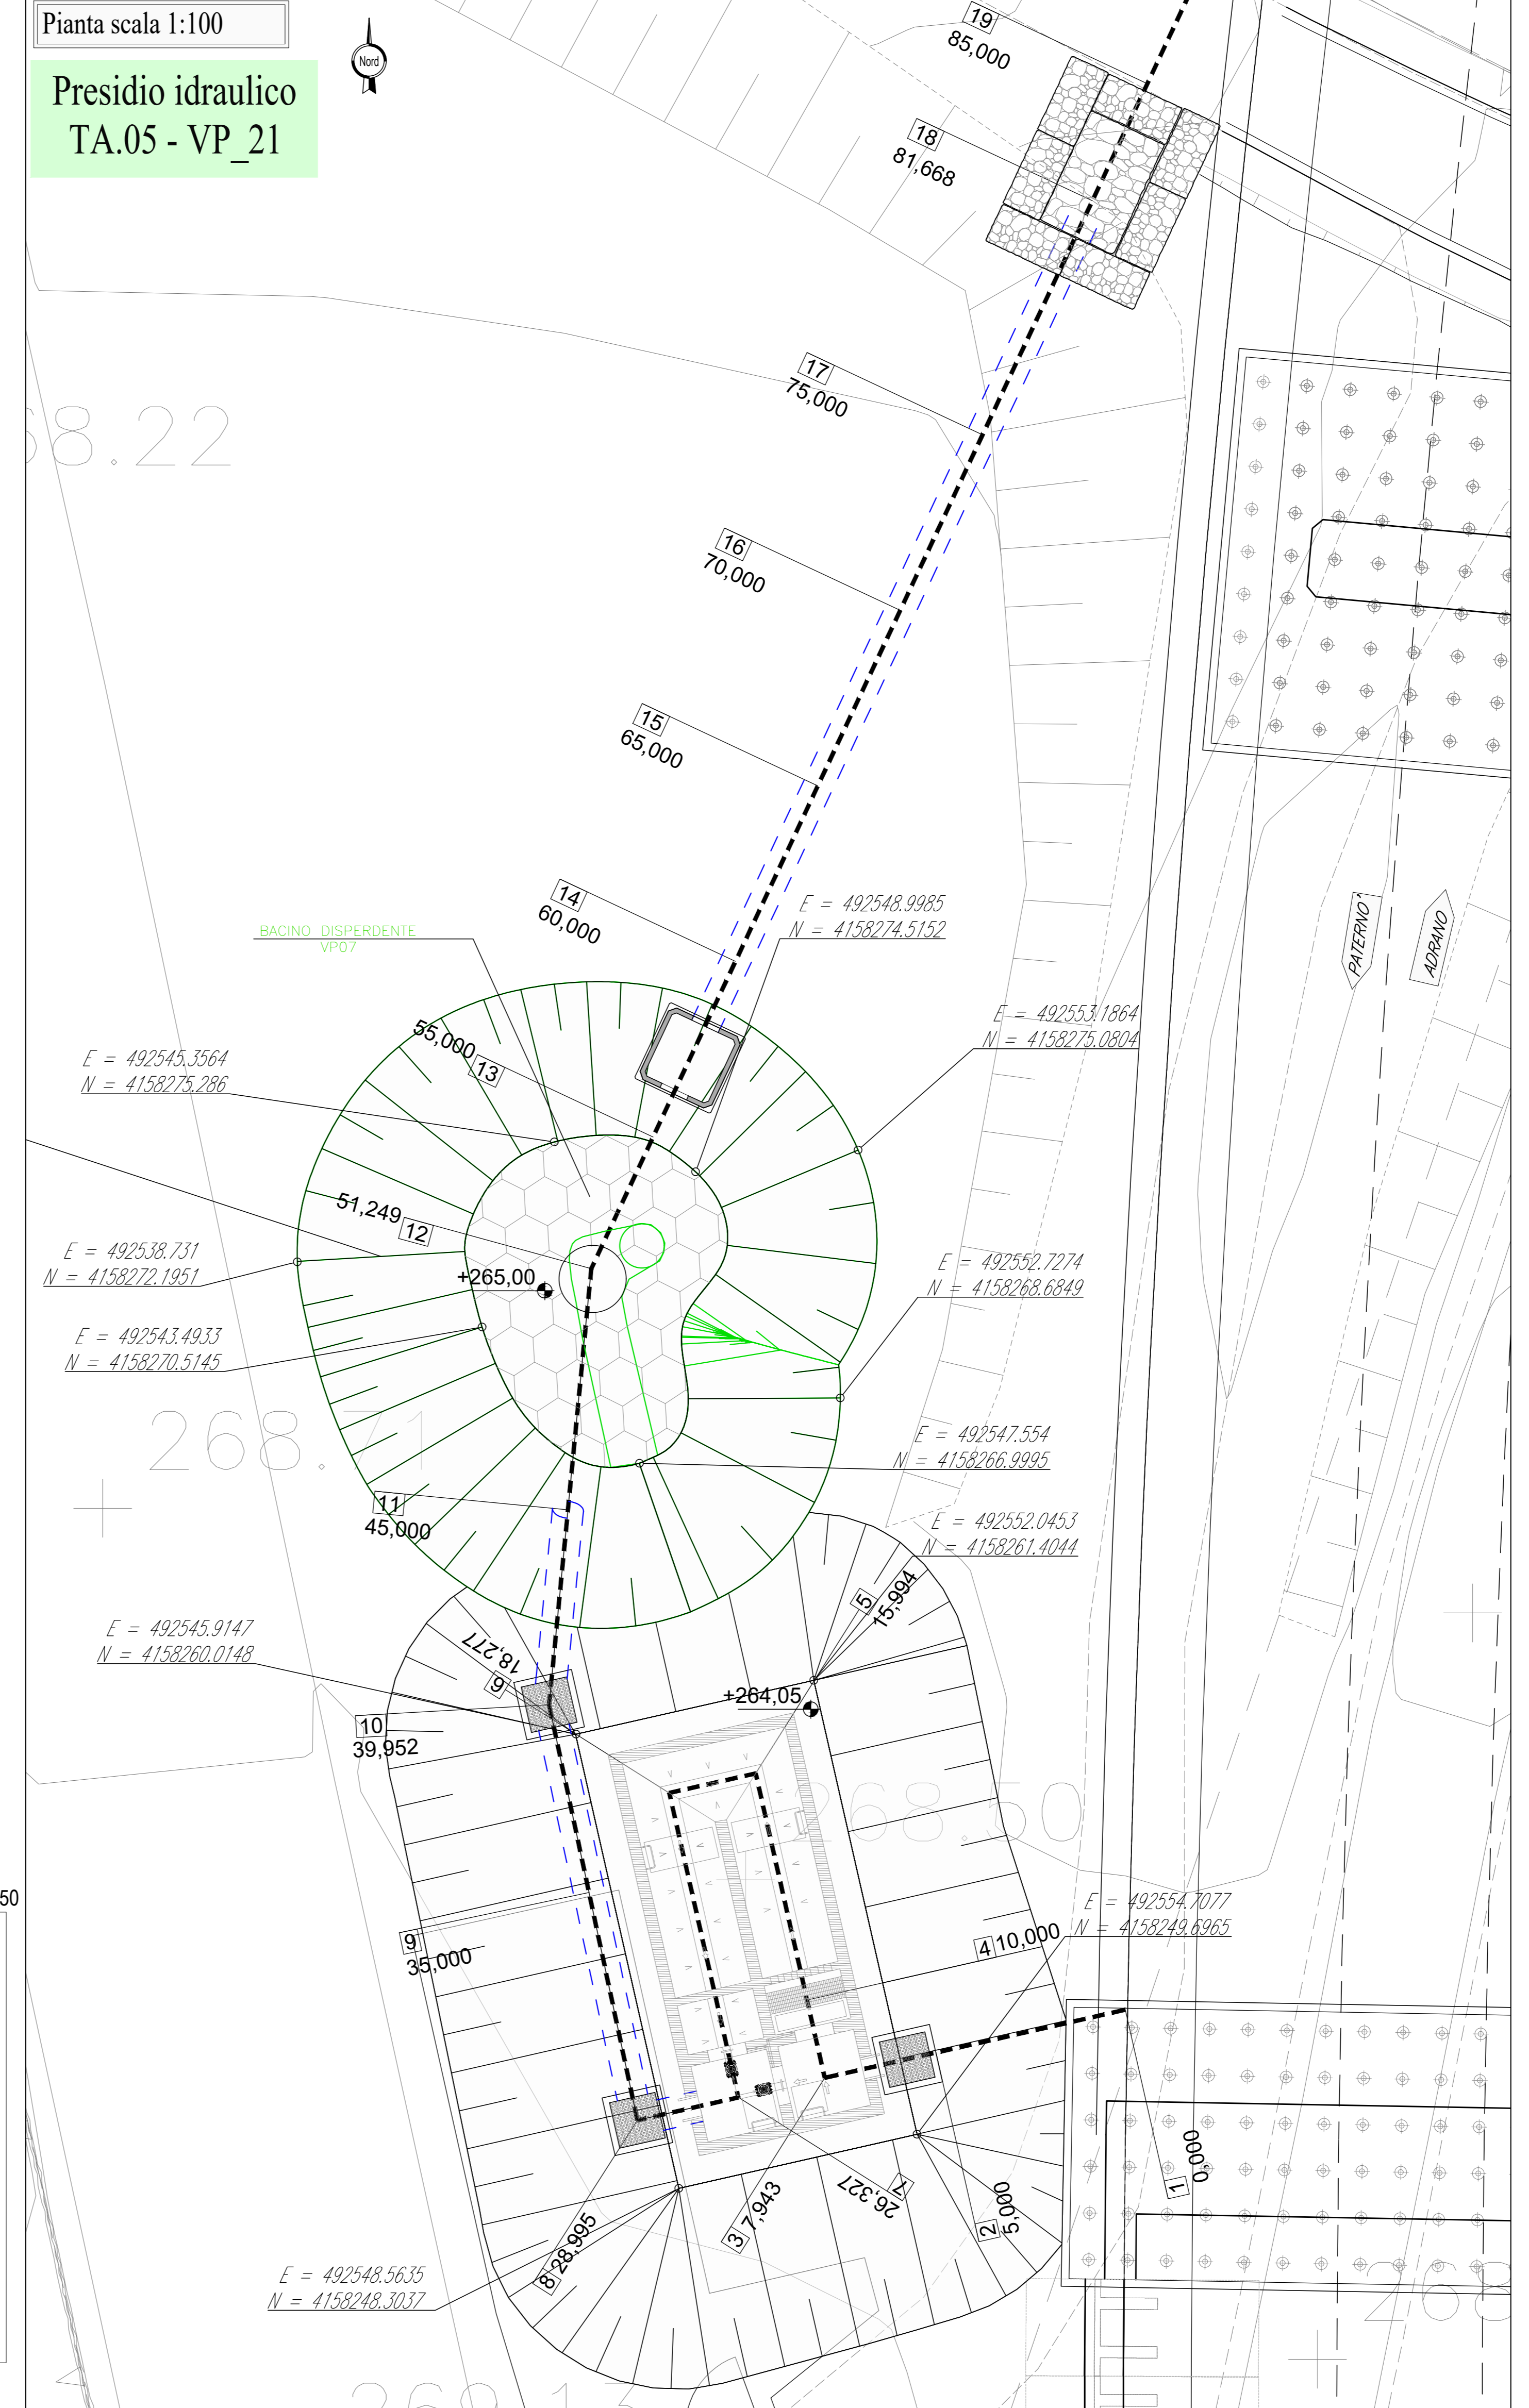 Pianta scala 1:100
Nord
Presidio idraulico
TA.05 - VP_21
19
85,000
18
81,668
17
75,000
68.22
16
70,000
15
65,000
14
60,000
E = 492548.9985
N = 4158274.5152
BACINO DISPERDENTE
VP07
PATERNO'
ADRANO
E = 492553.1864
N = 4158275.0804
55,000
13
E = 492545.3564
N = 4158275.286
51,249
12
E = 492538.731
N = 4158272.1951
+265,00
E = 492552.7274
N = 4158268.6849
E = 492543.4933
N = 4158270.5145
268.71
E = 492547.554
N = 4158266.9995
11
45,000
E = 492552.0453
N = 4158261.4044
5
15,994
E = 492545.9147
N = 4158260.0148
18,277
6
+264,05
10
39,952
268.50
50
E = 492554.7077
N = 4158249.6965
9
35,000
4 10,000
1
0,000
7
26,327
3 7,943
2
5,000
8 28,995
E = 492548.5635
N = 4158248.3037
268